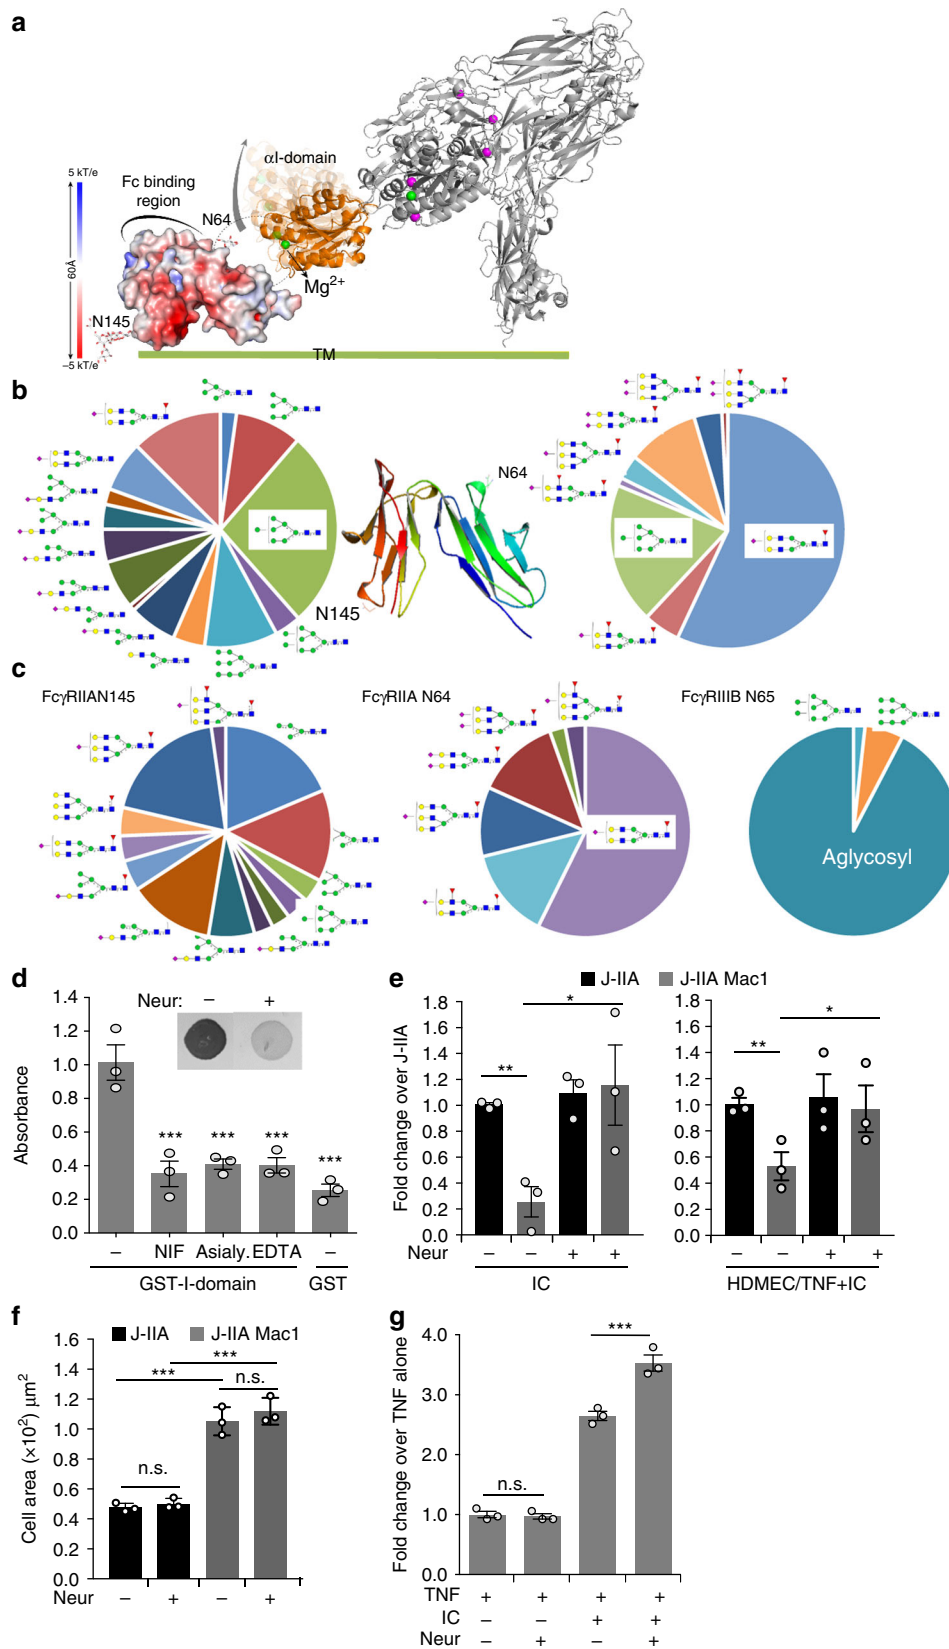 a
5 kT/e
60Å
–5 kT/e
Fc binding
region
N64
αI-domain
Mg2+
N145
TM
b
N64
N145
c
FcγRIIAN145
FcγRIIA N64
FcγRIIIB N65
Aglycosyl
d
Neur: – +
Absorbance
1.4
1.2
1.0
0.8
0.6
0.4
0.2
0.0
*** *** *** ***
– NIF Asialy. EDTA –
GST-I-domain GST
e
J-IIA J-IIA Mac1
Fold change over J-IIA
1.8
1.6
1.4
1.2
1.0
0.8
0.6
0.4
0.2
0
** *
Neur – – + +
IC
1.8
1.6
1.4
1.2
1.0
0.8
0.6
0.4
0.2
0
** *
– – + +
HDMEC/TNF+IC
f
J-IIA J-IIA Mac1
Cell area (×102) μm2
1.6
1.4
1.2
1.0
0.8
0.6
0.4
0.2
0.0
***
***
n.s.
n.s.
Neur – + – +
g
Fold change over TNF alone
4.0
3.0
2.0
1.0
0.0
n.s.
***
TNF + + + +
IC – – + +
Neur – + – +